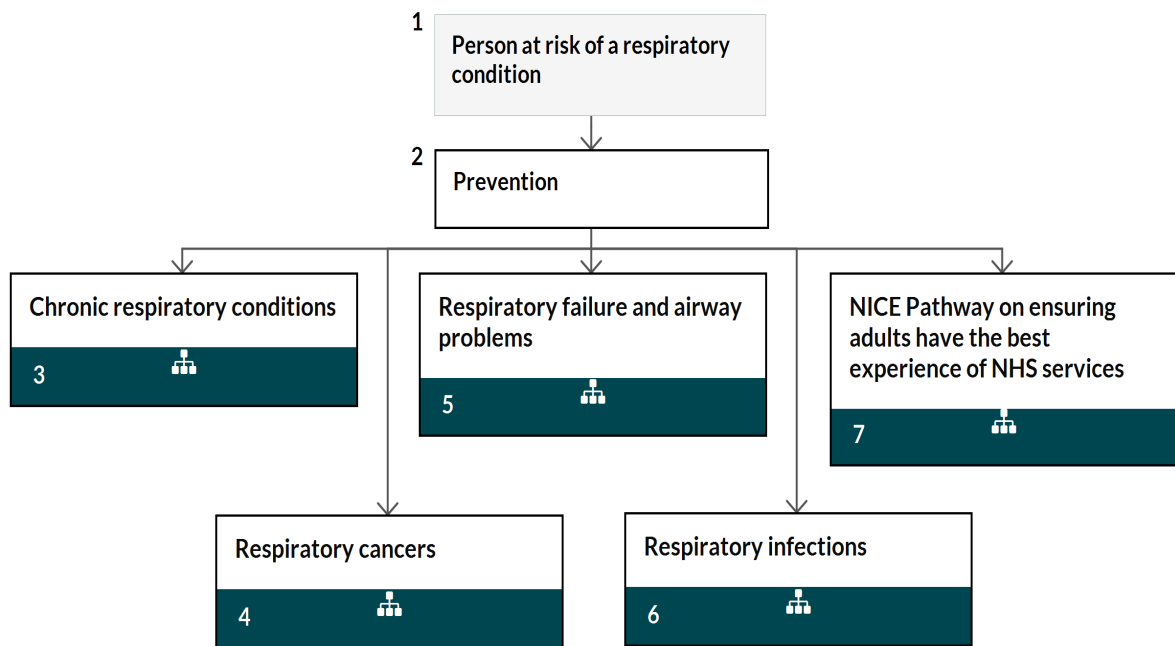 1
Person at risk of a respiratory
condition
2
Prevention
Chronic respiratory conditions
3
Respiratory failure and airway
problems
5
NICE Pathway on ensuring
adults have the best
experience of NHS services
7
Respiratory cancers
4
Respiratory infections
6